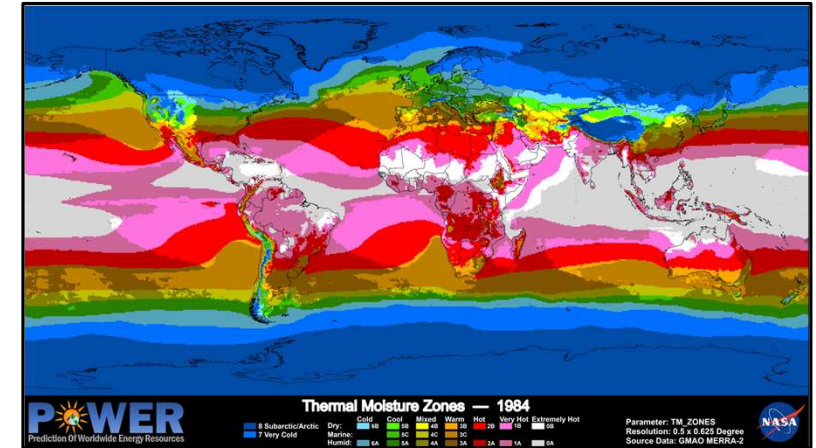 Thermal Moisture Zones — 1984
POWER
Prediction Of Worldwide Energy Resources
8 Subarctic/Arctic
7 Very Cold
Cold Cool Mixed Warm Hot Very Hot Extremely Hot
Dry: 6B 5B 4B 3B 2B 1B 0B
Marine: 5C 4C 3C
Humid: 6A 5A 4A 3A 2A 1A 0A
Parameter: TM_ZONES
Resolution: 0.5 x 0.625 Degree
Source Data: GMAO MERRA-2
NASA